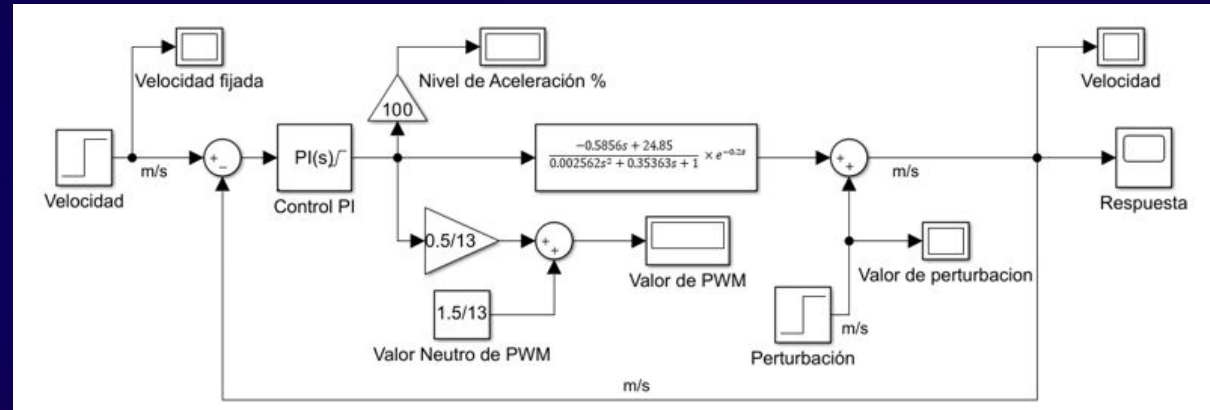 Velocidad fijada
Nivel de Aceleración %
Velocidad
100
PI(s)
−0.5856s + 24.85
0.002562s² + 0.35363s + 1
× e^−0.2s
+
−
m/s
+
+
m/s
Velocidad
Control PI
Respuesta
0.5/13
+
+
Valor de PWM
Valor de perturbacion
1.5/13
m/s
Valor Neutro de PWM
Perturbación
m/s